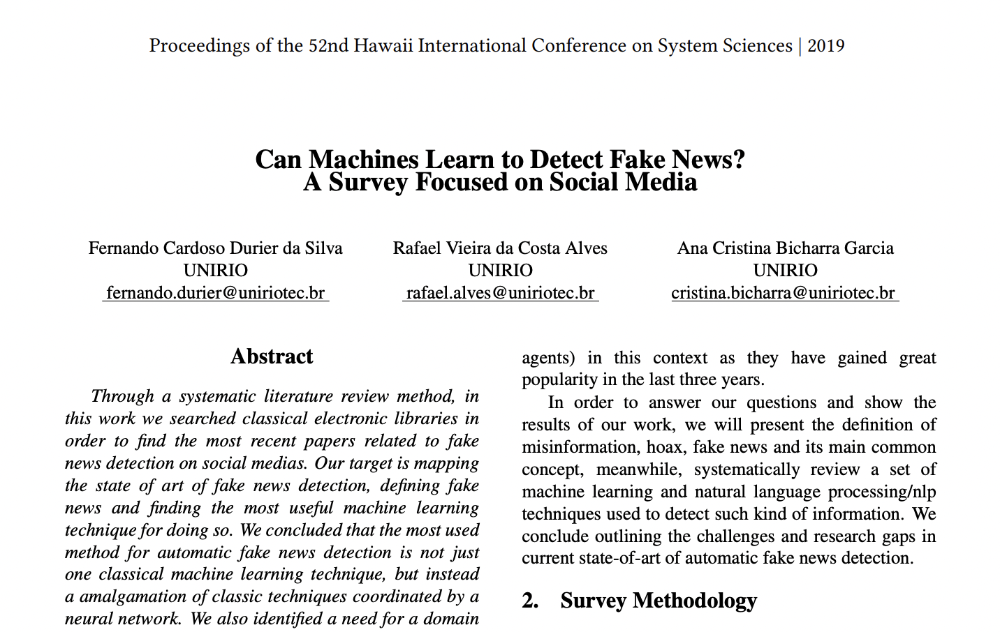 Proceedings of the 52nd Hawaii International Conference on System Sciences | 2019
Can Machines Learn to Detect Fake News?
A Survey Focused on Social Media
Fernando Cardoso Durier da Silva
UNIRIO
fernando.durier@uniriotec.br
Rafael Vieira da Costa Alves
UNIRIO
rafael.alves@uniriotec.br
Ana Cristina Bicharra Garcia
UNIRIO
cristina.bicharra@uniriotec.br
Abstract
Through a systematic literature review method, in
this work we searched classical electronic libraries in
order to find the most recent papers related to fake
news detection on social medias. Our target is mapping
the state of art of fake news detection, defining fake
news and finding the most useful machine learning
technique for doing so. We concluded that the most used
method for automatic fake news detection is not just
one classical machine learning technique, but instead
a amalgamation of classic techniques coordinated by a
neural network. We also identified a need for a domain
agents) in this context as they have gained great
popularity in the last three years.
In order to answer our questions and show the
results of our work, we will present the definition of
misinformation, hoax, fake news and its main common
concept, meanwhile, systematically review a set of
machine learning and natural language processing/nlp
techniques used to detect such kind of information. We
conclude outlining the challenges and research gaps in
current state-of-art of automatic fake news detection.
2. Survey Methodology